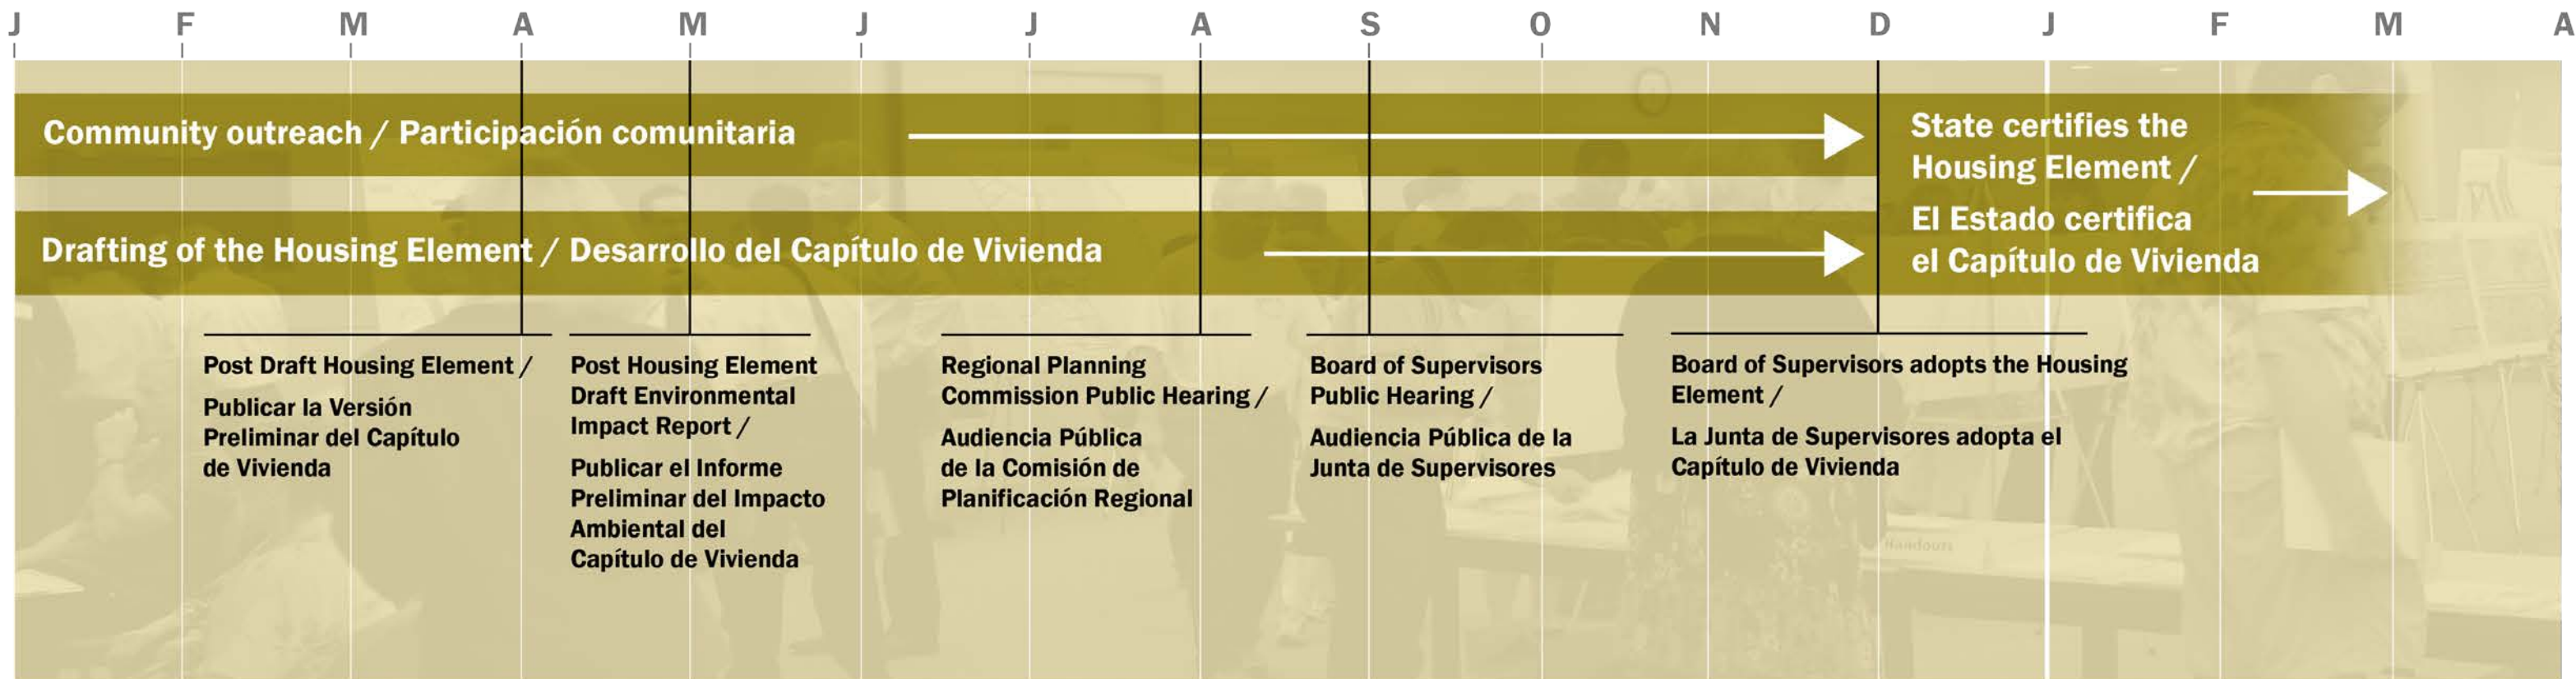 J F M A M J J A S O N D J F M A
Community outreach / Participación comunitaria
Drafting of the Housing Element / Desarrollo del Capítulo de Vivienda
State certifies the
Housing Element /
El Estado certifica
el Capítulo de Vivienda
Post Draft Housing Element /
Publicar la Versión
Preliminar del Capítulo
de Vivienda
Post Housing Element
Draft Environmental
Impact Report /
Publicar el Informe
Preliminar del Impacto
Ambiental del
Capítulo de Vivienda
Regional Planning
Commission Public Hearing /
Audiencia Pública
de la Comisión de
Planificación Regional
Board of Supervisors
Public Hearing /
Audiencia Pública de la
Junta de Supervisores
Board of Supervisors adopts the Housing
Element /
La Junta de Supervisores adopta el
Capítulo de Vivienda
Handouts